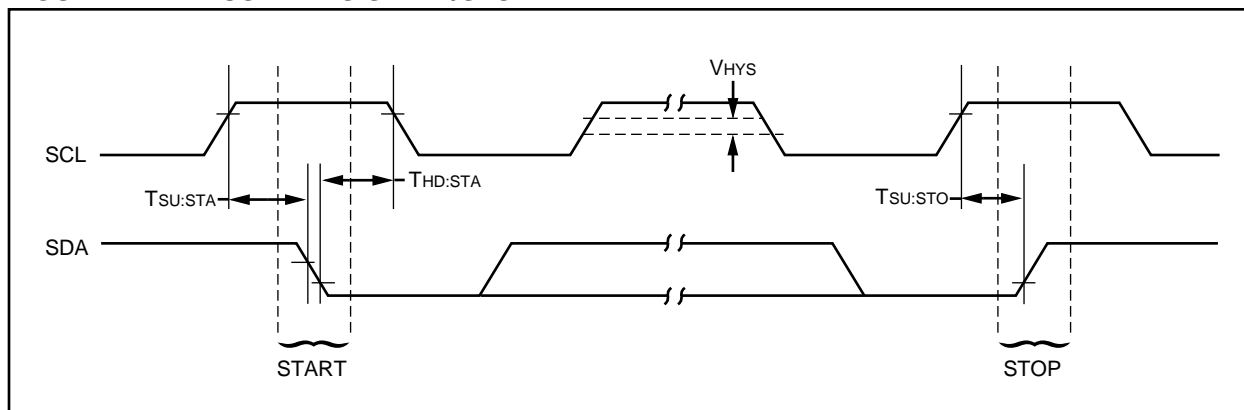 VHYS
SCL
THD:STA
TSU:STA
TSU:STO
SDA
START
STOP